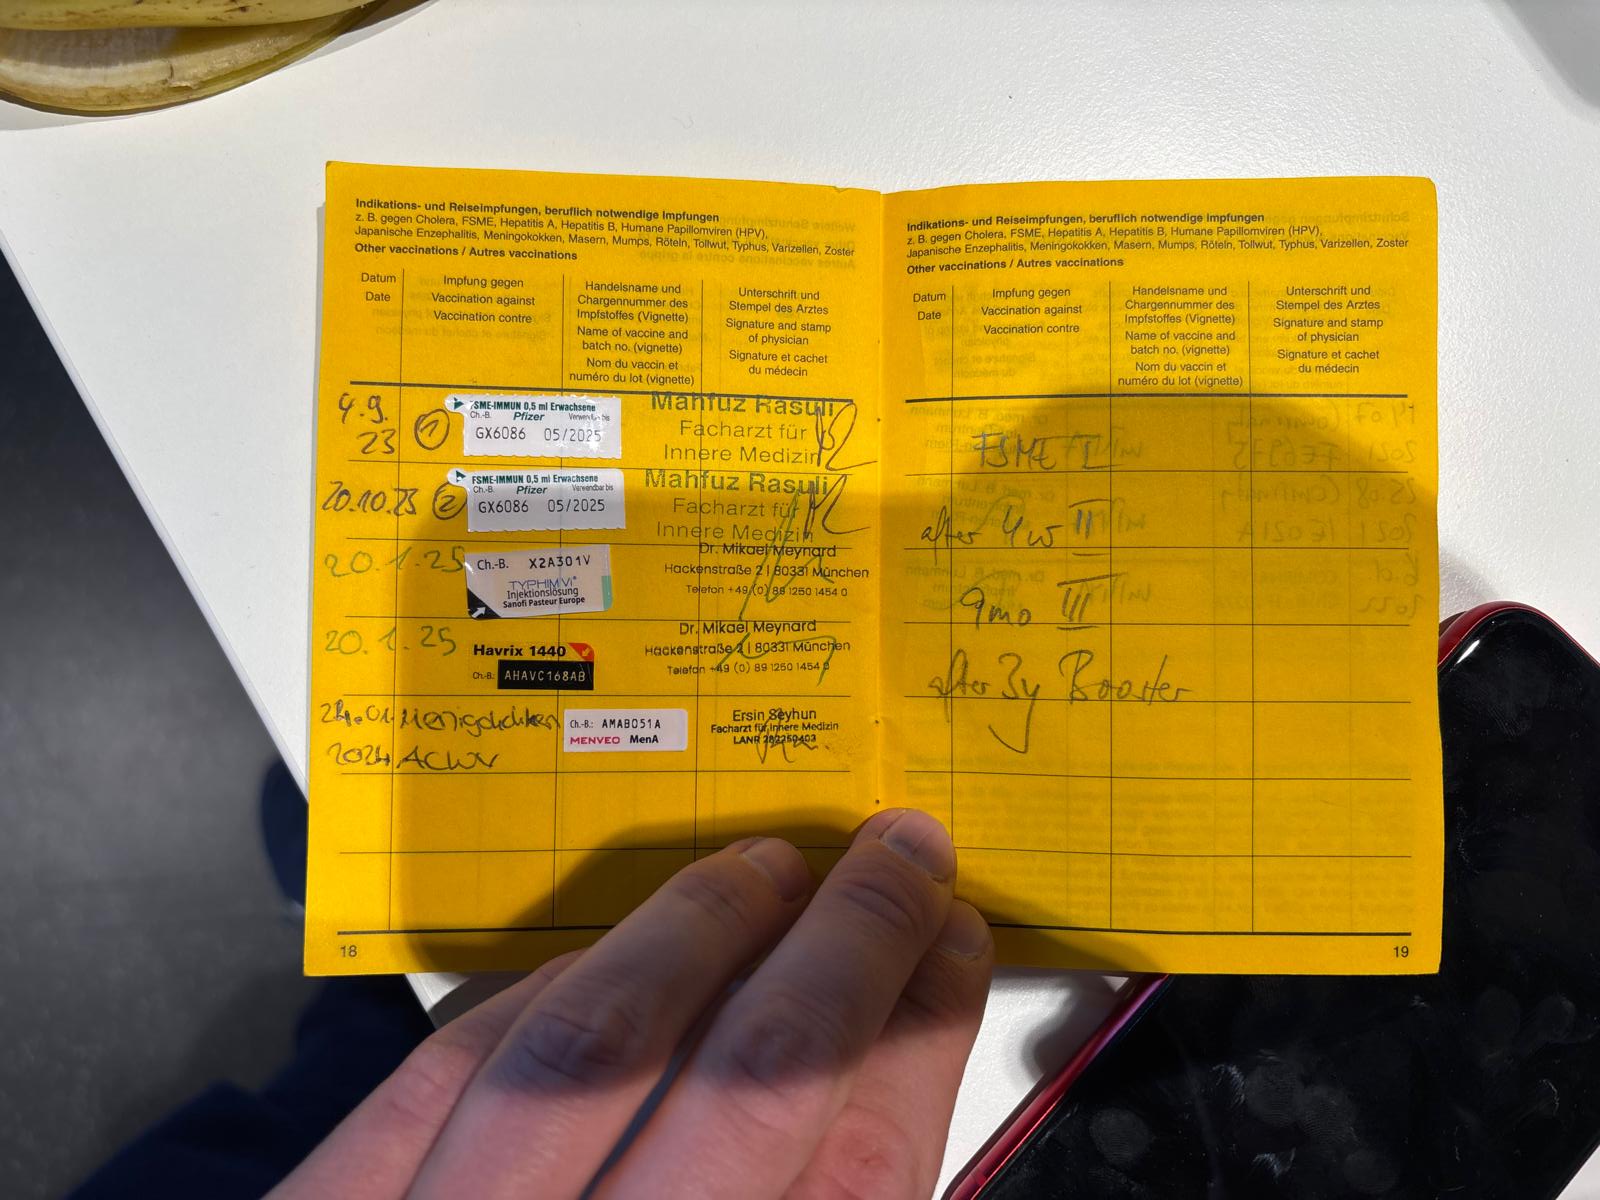 Indikations- und Reiseimpfungen, beruflich notwendige Impfungen
z. B. gegen Cholera, FSME, Hepatitis A, Hepatitis B, Humane Papillomviren (HPV),
Japanische Enzephalitis, Meningokokken, Masern, Mumps, Röteln, Tollwut, Typhus, Varizellen, Zoster
Other vaccinations / Autres vaccinations
Datum
Date
Impfung gegen
Vaccination against
Vaccination contre
Handelsname und
Chargennummer des
Impfstoffes (Vignette)
Name of vaccine and
batch no. (vignette)
Nom du vaccin et
numéro du lot (vignette)
Unterschrift und
Stempel des Arztes
Signature and stamp
of physician
Signature et cachet
du médecin
4.9.
23
1
FSME-IMMUN 0,5 ml Erwachsene
Ch.-B. Pfizer Verwendbar bis
GX6086 05/2025
Mahfuz Rasuli
Facharzt für
Innere Medizin
20.10.23
2
FSME-IMMUN 0,5 ml Erwachsene
Ch.-B. Pfizer Verwendbar bis
GX6086 05/2025
Mahfuz Rasuli
Facharzt für
Innere Medizin
20.1.25
Ch.-B. X2A301V
TYPHIM Vi
Injektionslösung
Sanofi Pasteur Europe
Dr. Mikael Meynard
Hackenstraße 2 | 80331 München
Telefon +49 (0) 89 1250 1454 0
20.1.25
Havrix 1440
Ch.-B.: AHAVC168AB
Dr. Mikael Meynard
Hackenstraße 2 | 80331 München
Telefon +49 (0) 89 1250 1454 0
ACWY
Ch.-B.: AMAB051A
MENVEO MenA
Ersin Seyhun
Facharzt für Innere Medizin
LANR
18
Indikations- und Reiseimpfungen, beruflich notwendige Impfungen
z. B. gegen Cholera, FSME, Hepatitis A, Hepatitis B, Humane Papillomviren (HPV),
Japanische Enzephalitis, Meningokokken, Masern, Mumps, Röteln, Tollwut, Typhus, Varizellen, Zoster
Other vaccinations / Autres vaccinations
Datum
Date
Impfung gegen
Vaccination against
Vaccination contre
Handelsname und
Chargennummer des
Impfstoffes (Vignette)
Name of vaccine and
batch no. (vignette)
Nom du vaccin et
numéro du lot (vignette)
Unterschrift und
Stempel des Arztes
Signature and stamp
of physician
Signature et cachet
du médecin
FSME I
after 4w II
9mo III
after 3y Booster
19